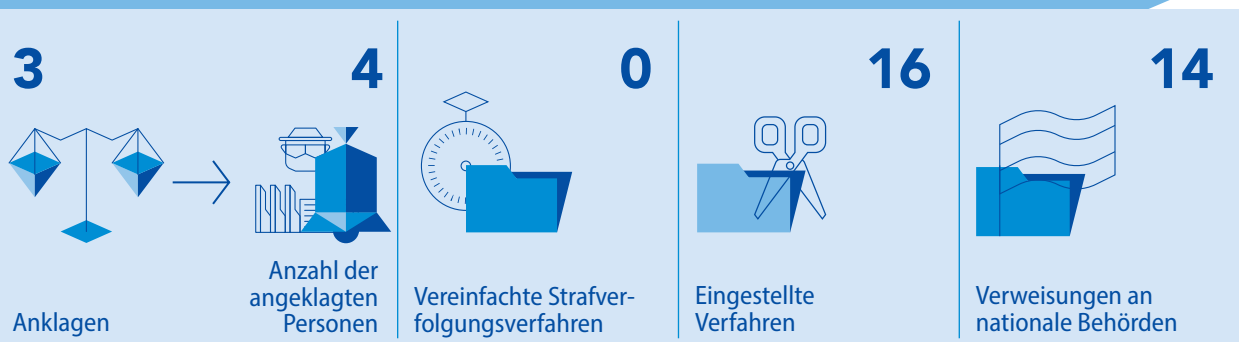 3
Anklagen
4
Anzahl der
angeklagten
Personen
0
Vereinfachte Strafver-
folgungsverfahren
16
Eingestellte
Verfahren
14
Verweisungen an
nationale Behörden